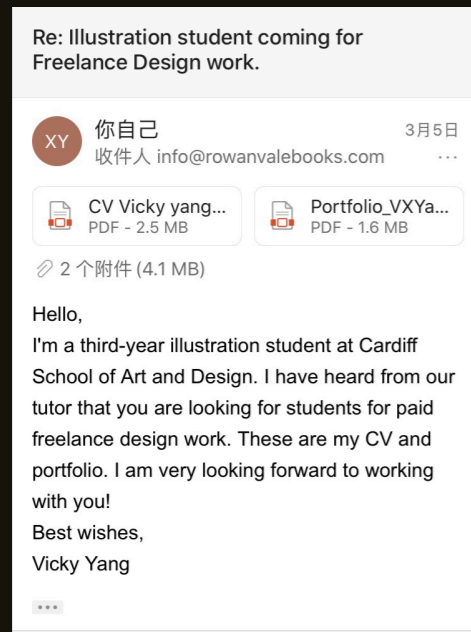 Re: Illustration student coming for
Freelance Design work.
XY
你自己
3月5日
收件人 info@rowanvalebooks.com
...
CV Vicky yang...
PDF - 2.5 MB
Portfolio_VXYa...
PDF - 1.6 MB
2 个附件 (4.1 MB)
Hello,
I'm a third-year illustration student at Cardiff
School of Art and Design. I have heard from our
tutor that you are looking for students for paid
freelance design work. These are my CV and
portfolio. I am very looking forward to working
with you!
Best wishes,
Vicky Yang
...